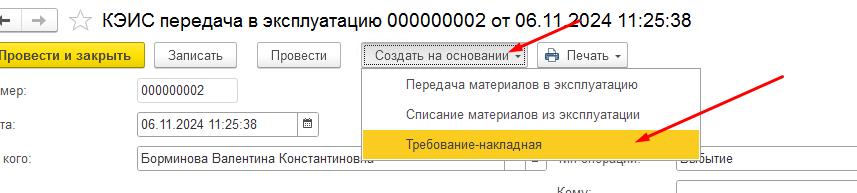 КЭИС передача в эксплуатацию 000000002 от 06.11.2024 11:25:38
Провести и закрыть Записать Провести Создать на основании Печать
мер: 000000002 Передача материалов в эксплуатацию
та: 06.11.2024 11:25:38 Списание материалов из эксплуатации
Требование-накладная
кого: Борминова Валентина Константиновна Тип операции: Выбытие
Кому: